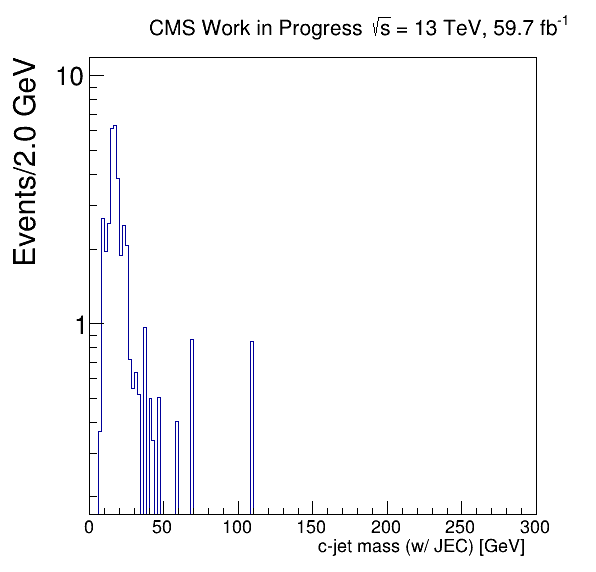 CMS Work in Progress √s = 13 TeV, 59.7 fb⁻¹
Events/2.0 GeV
10
1
0 50 100 150 200 250 300
c-jet mass (w/ JEC) [GeV]